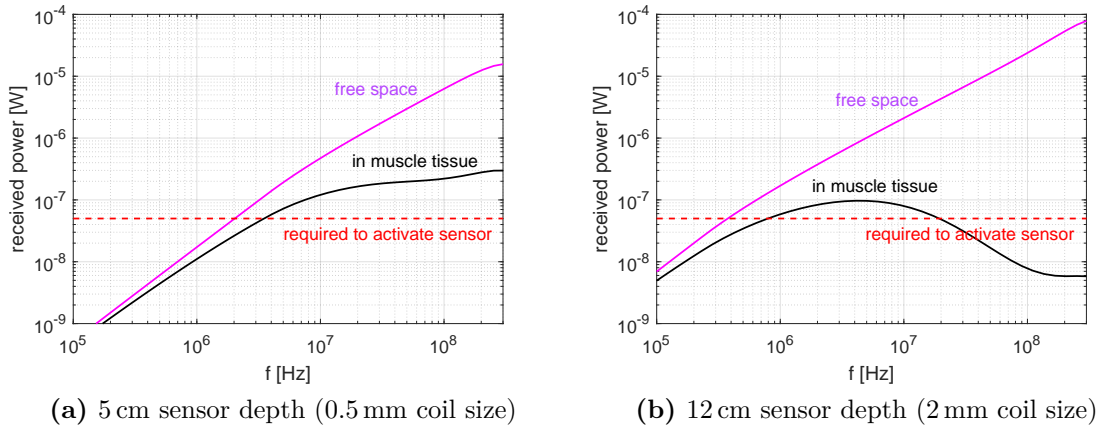 10^-5
10^-6
10^-7
10^-8
10^-9
received power [W]
free space
in muscle tissue
required to activate sensor
10^5
10^6
10^7
10^8
f [Hz]
(a) 5 cm sensor depth (0.5 mm coil size)
10^-5
10^-6
10^-7
10^-8
10^-9
received power [W]
free space
in muscle tissue
required to activate sensor
10^5
10^6
10^7
10^8
f [Hz]
(b) 12 cm sensor depth (2 mm coil size)